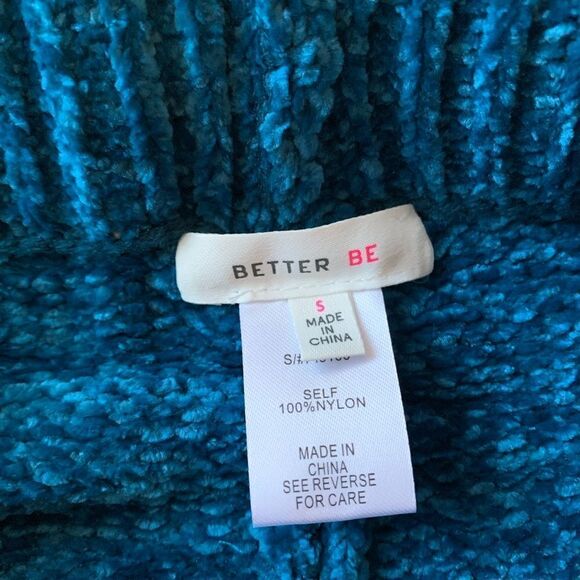 BETTER BE
S
MADE
IN
CHINA
SELF
100%NYLON
MADE IN
CHINA
SEE REVERSE
FOR CARE